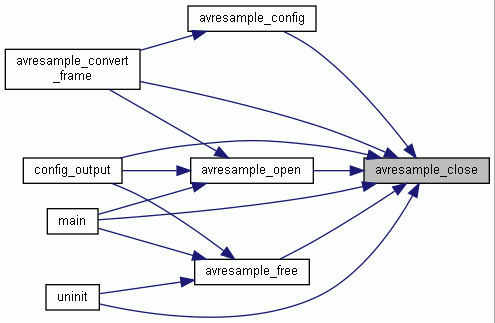 avresample_config
avresample_convert
_frame
config_output
avresample_open
avresample_close
main
avresample_free
uninit